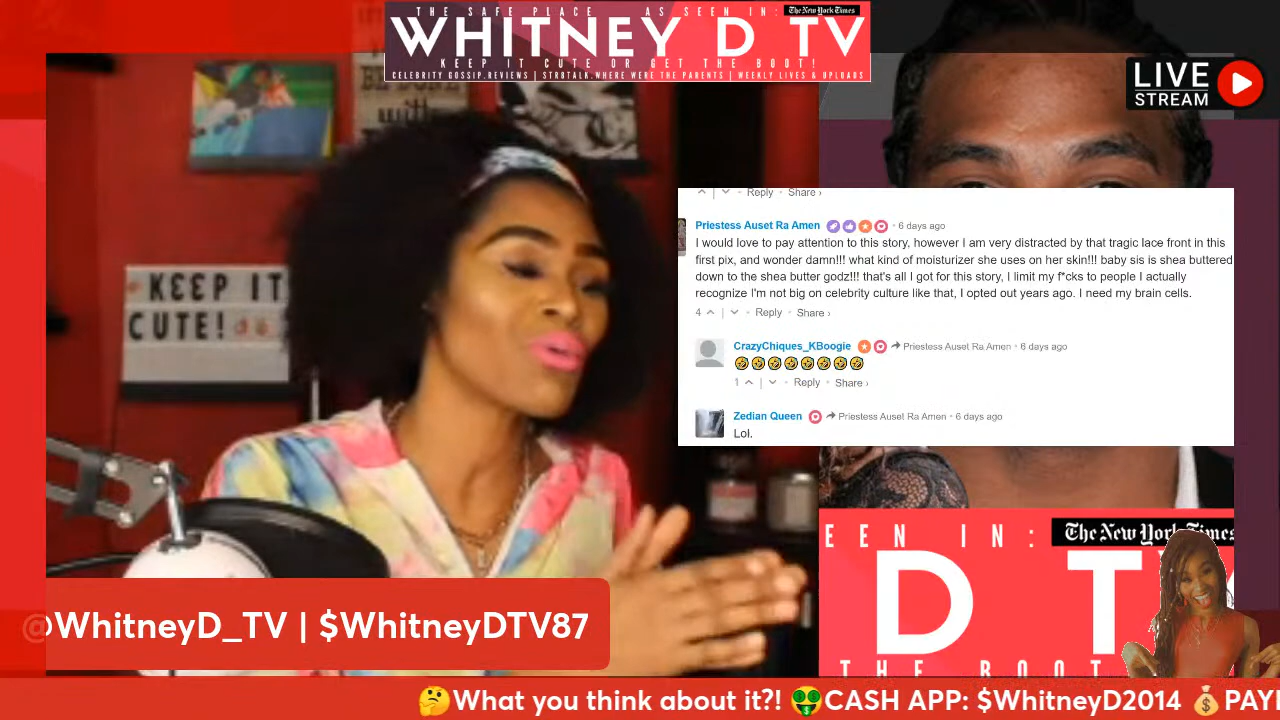 THE SAFE PLACE AS SEEN IN: The New York Times
WHITNEY D TV
KEEP IT CUTE OR GET THE BOOT!
CELEBRITY GOSSIP.REVIEWS | STR8TALK.WHERE WERE THE PARENTS | WEEKLY LIVES & UPLOADS
LIVE
STREAM
KEEP IT
CUTE!
Reply Share ›
Priestess Auset Ra Amen • 6 days ago
I would love to pay attention to this story, however I am very distracted by that tragic lace front in this
first pix, and wonder damn!!! what kind of moisturizer she uses on her skin!!! baby sis is shea buttered
down to the shea butter godz!!! that's all I got for this story, I limit my f*cks to people I actually
recognize I'm not big on celebrity culture like that, I opted out years ago. I need my brain cells.
4 Reply • Share ›
CrazyChiques_KBoogie Priestess Auset Ra Amen • 6 days ago
🤣🤣🤣🤣🤣🤣🤣🤣
1 Reply • Share ›
Zedian Queen Priestess Auset Ra Amen • 6 days ago
Lol.
EEN IN: The New York Times
D T
THE BOOT
@WhitneyD_TV | $WhitneyDTV87
🤔What you think about it?! 🤑CASH APP: $WhitneyD2014 💰PAY